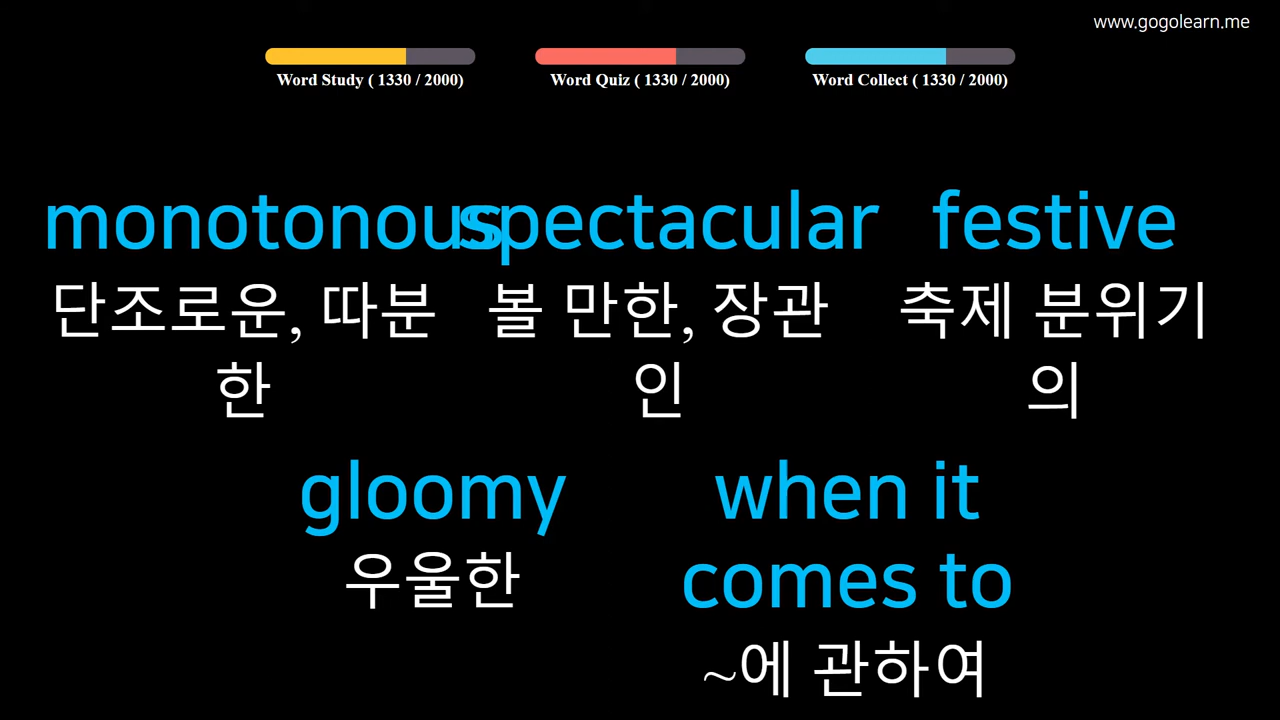 www.gogolearn.me
Word Study ( 1330 / 2000)
Word Quiz ( 1330 / 2000)
Word Collect ( 1330 / 2000)
monotonous
단조로운, 따분
한
spectacular
볼 만한, 장관
인
festive
축제 분위기
의
gloomy
우울한
when it
comes to
~에 관하여